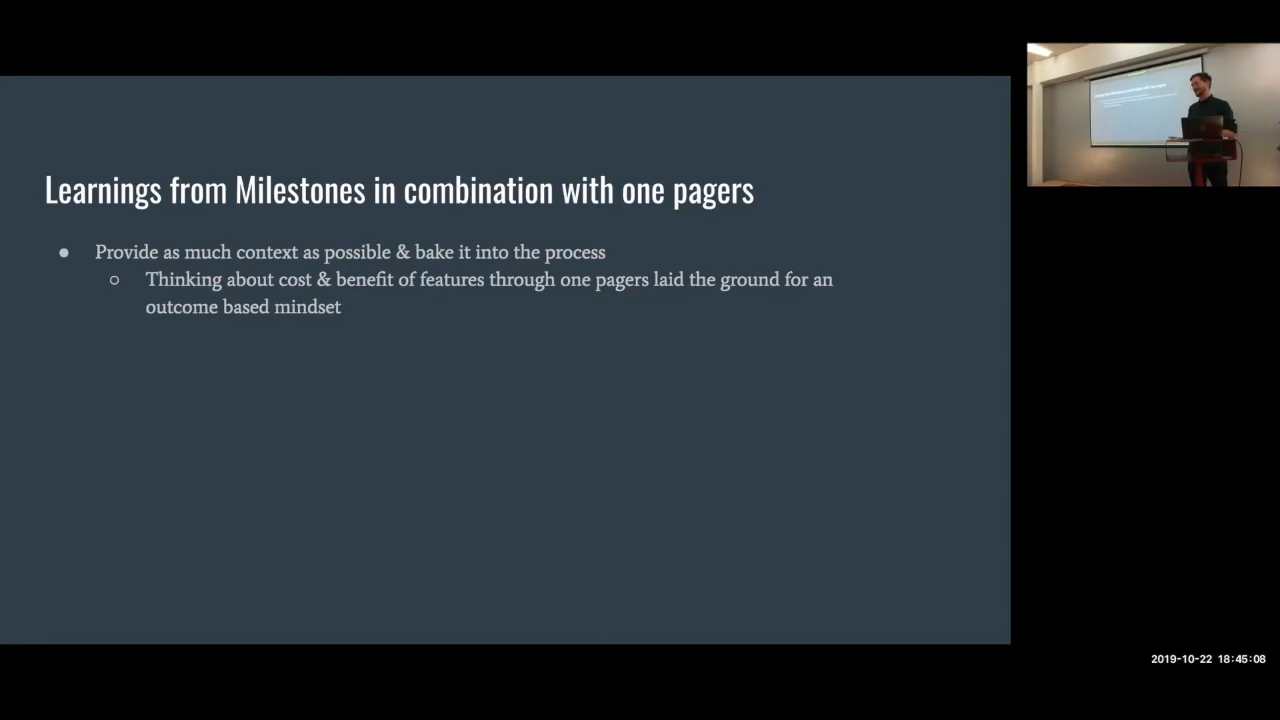 Learnings from Milestones in combination with one pagers
● Provide as much context as possible & bake it into the process
○ Thinking about cost & benefit of features through one pagers laid the ground for an
outcome based mindset
2019-10-22 18:45:08